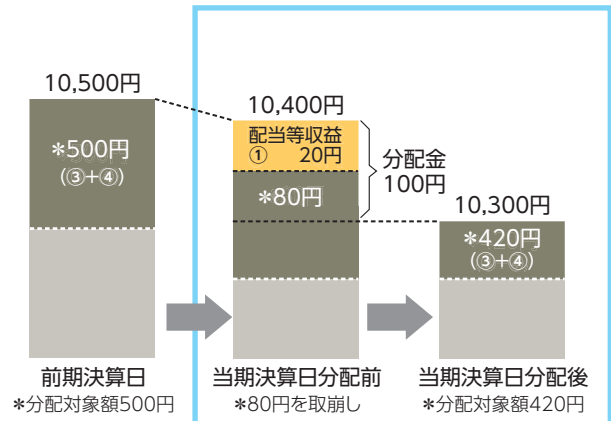 10,500円
*500円
(③+④)
前期決算日
*分配対象額500円
10,400円
配当等収益
① 20円
*80円
分配金
100円
当期決算日分配前
*80円を取崩し
10,300円
*420円
(③+④)
当期決算日分配後
*分配対象額420円